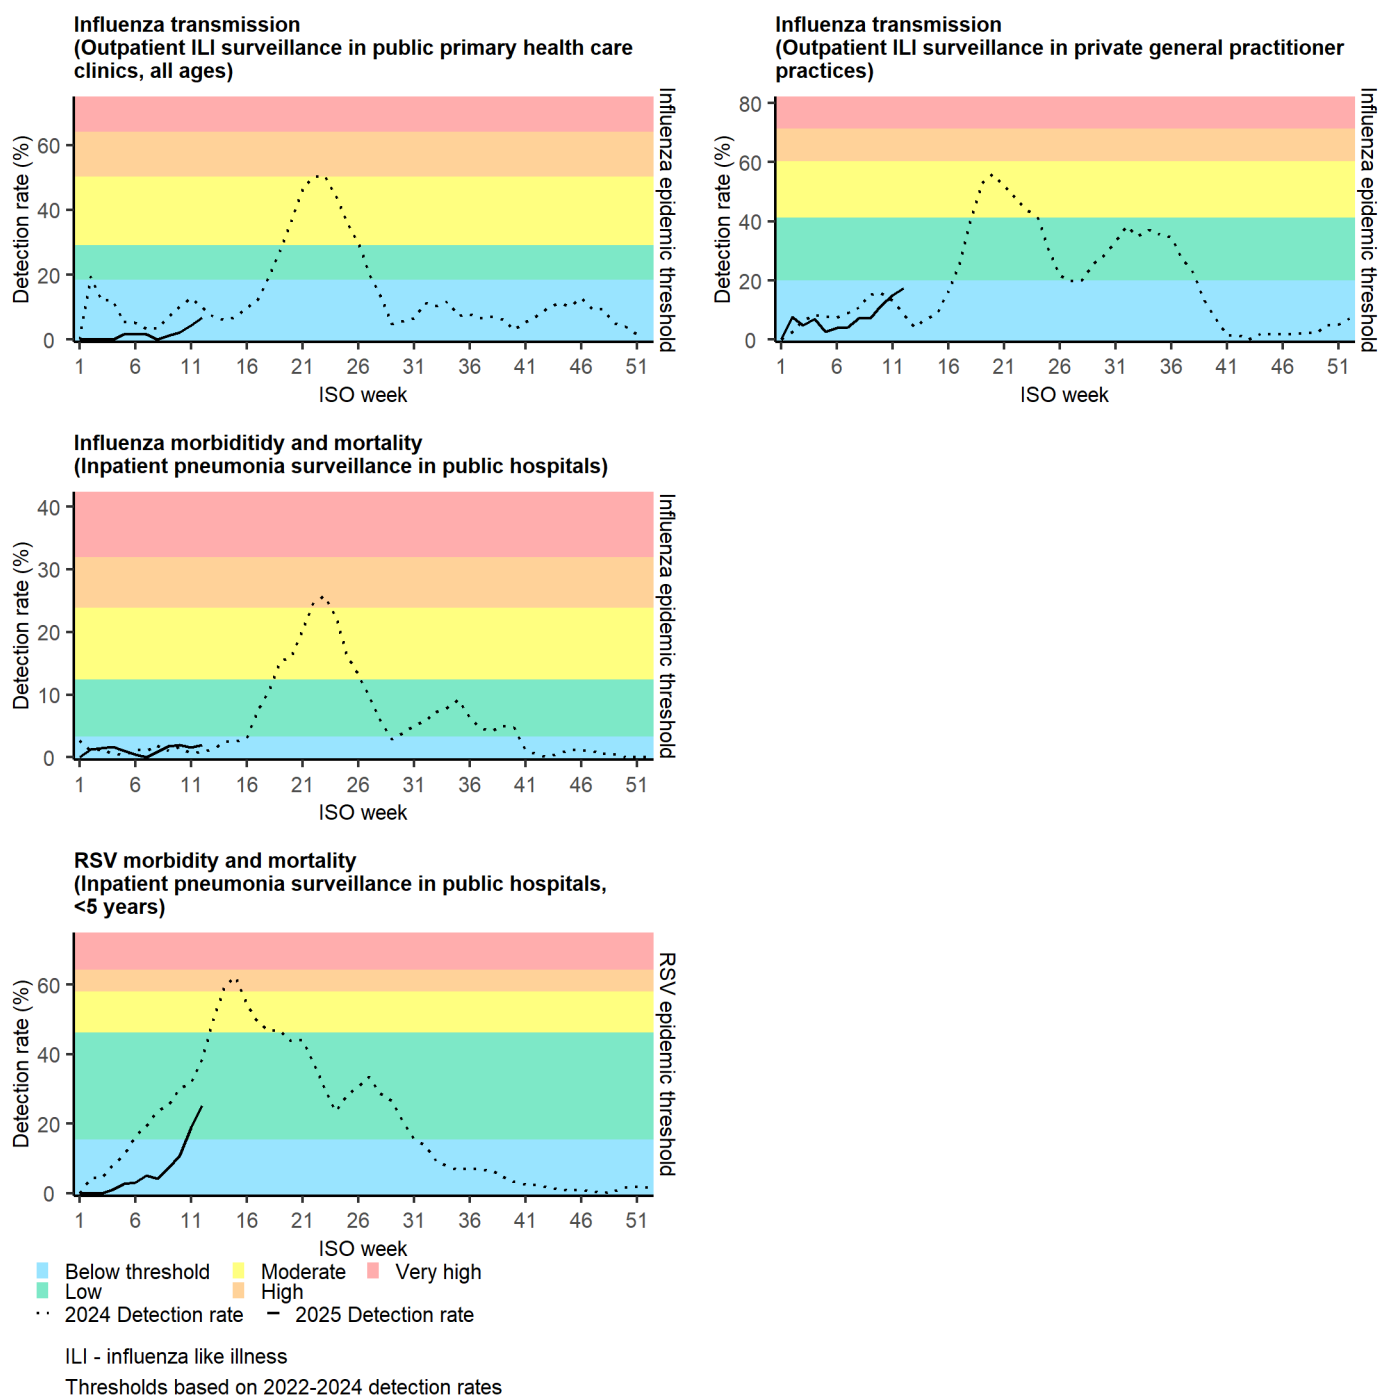 Influenza transmission
(Outpatient ILI surveillance in public primary health care
clinics, all ages)
Detection rate (%)
60
40
20
0
1 6 11 16 21 26 31 36 41 46 51
ISO week
Influenza epidemic threshold
Influenza transmission
(Outpatient ILI surveillance in private general practitioner
practices)
Detection rate (%)
80
60
40
20
0
1 6 11 16 21 26 31 36 41 46 51
ISO week
Influenza epidemic threshold
Influenza morbiditidy and mortality
(Inpatient pneumonia surveillance in public hospitals)
Detection rate (%)
40
30
20
10
0
1 6 11 16 21 26 31 36 41 46 51
ISO week
Influenza epidemic threshold
RSV morbidity and mortality
(Inpatient pneumonia surveillance in public hospitals,
<5 years)
Detection rate (%)
60
40
20
0
1 6 11 16 21 26 31 36 41 46 51
ISO week
RSV epidemic threshold
Below threshold Moderate Very high
Low High
2024 Detection rate 2025 Detection rate
ILI - influenza like illness
Thresholds based on 2022-2024 detection rates